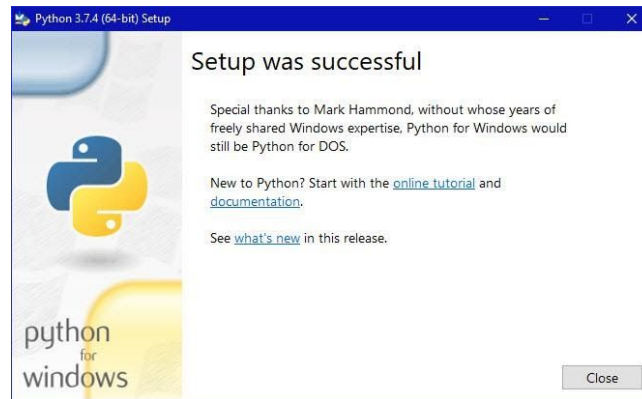 Python 3.7.4 (64-bit) Setup
Setup was successful
Special thanks to Mark Hammond, without whose years of
freely shared Windows expertise, Python for Windows would
still be Python for DOS.
New to Python? Start with the online tutorial and
documentation.
See what's new in this release.
python
for
windows
Close